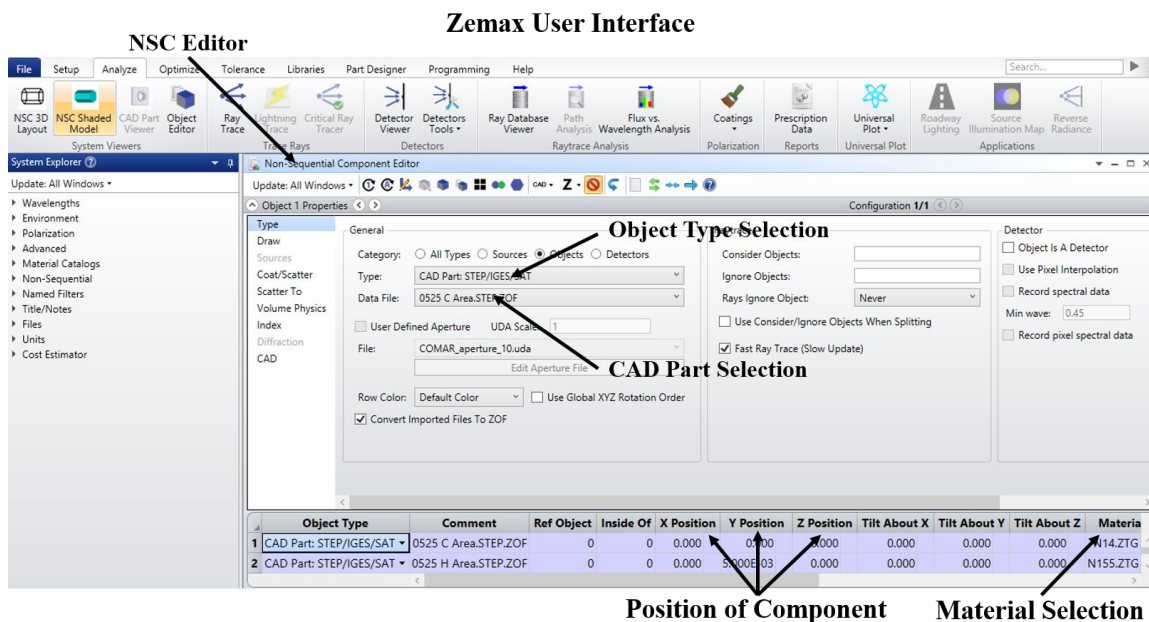 Zemax User Interface
NSC Editor
File Setup Analyze Optimize Tolerance Libraries Part Designer Programming Help Search...
NSC 3D Layout
NSC Shaded Model
CAD Part Viewer
Object Editor
Ray Trace
Lightning Trace
Critical Ray Tracer
Detector Viewer
Detectors Tools
Ray Database Viewer
Path Analysis
Flux vs. Wavelength Analysis
Coatings
Prescription Data
Universal Plot
Roadway Lighting
Source Illumination Map
Reverse Radiance
System Viewers Trace Rays Detectors Raytrace Analysis Polarization Reports Universal Plot Applications
System Explorer ?
Update: All Windows
Wavelengths
Environment
Polarization
Advanced
Material Catalogs
Non-Sequential
Named Filters
Title/Notes
Files
Units
Cost Estimator
Non-Sequential Component Editor
Update: All Windows CAD Z
Object 1 Properties Configuration 1/1
Type
Draw
Sources
Coat/Scatter
Scatter To
Volume Physics
Index
Diffraction
CAD
General
Category: All Types Sources Objects Detectors
Type: CAD Part: STEP/IGES/SAT
Data File: 0525 C Area.STEP.ZOF
User Defined Aperture UDA Scale: 1
File: COMAR_aperture_10.uda
Edit Aperture File
Row Color: Default Color Use Global XYZ Rotation Order
Convert Imported Files To ZOF
Object Type Selection
CAD Part Selection
Consider Objects:
Ignore Objects:
Rays Ignore Object: Never
Use Consider/Ignore Objects When Splitting
Fast Ray Trace (Slow Update)
Detector
Object Is A Detector
Use Pixel Interpolation
Record spectral data
Min wave: 0.45
Record pixel spectral data
Object Type Comment Ref Object Inside Of X Position Y Position Z Position Tilt About X Tilt About Y Tilt About Z Materia
1 CAD Part: STEP/IGES/SAT 0525 C Area.STEP.ZOF 0 0 0.000 0.000 0.000 0.000 0.000 0.000 N14.ZTG
2 CAD Part: STEP/IGES/SAT 0525 H Area.STEP.ZOF 0 0 0.000 5.000E-03 0.000 0.000 0.000 0.000 N155.ZTG
Position of Component Material Selection